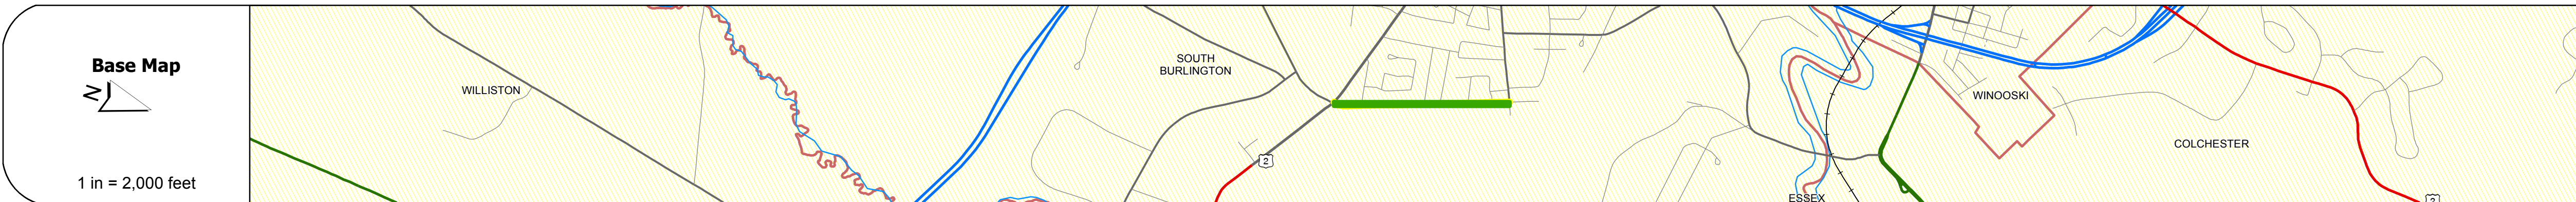 Base Map
N
1 in = 2,000 feet
WILLISTON
SOUTH
BURLINGTON
2
WINOOSKI
COLCHESTER
ESSEX
2